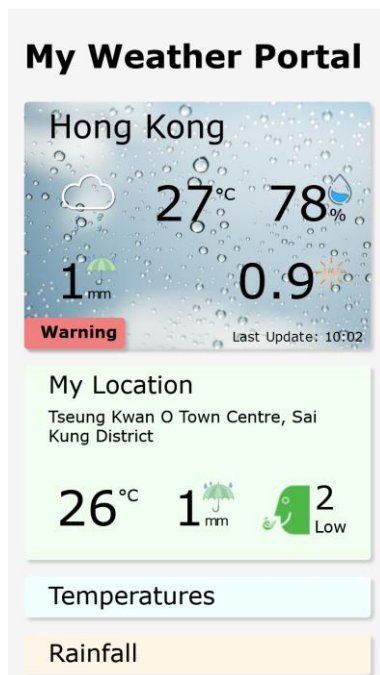 My Weather Portal
Hong Kong
27°C 78%
1mm 0.9
Warning Last Update: 10:02
My Location
Tseung Kwan O Town Centre, Sai
Kung District
26°C 1mm 2
Low
Temperatures
Rainfall